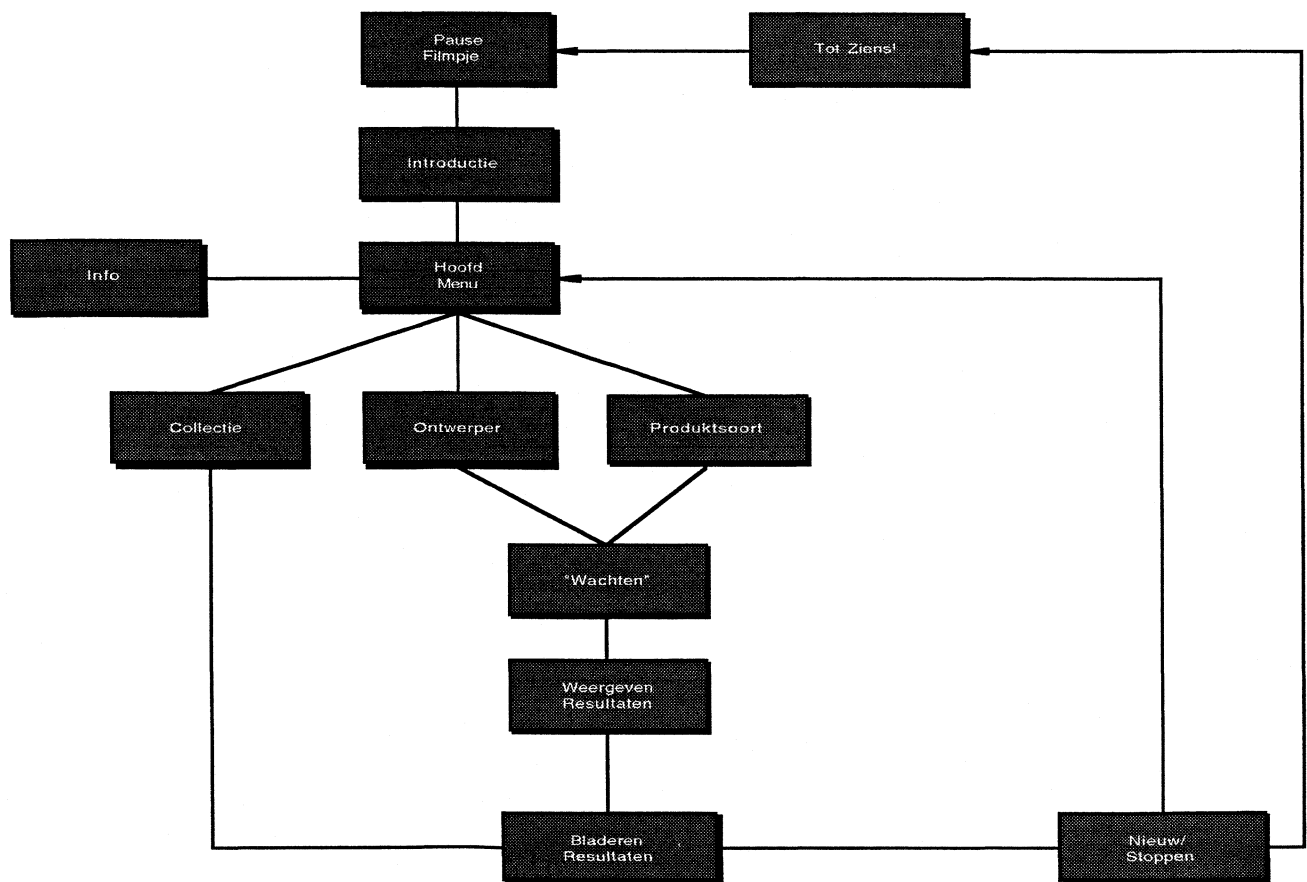 Pause
Filmpje
Tot Ziens!
Introductie
Info
Hoofd
Menu
Collectie
Ontwerper
Produktsoort
"Wachten"
Weergeven
Resultaten
Bladeren
Resultaten
Nieuw/
Stoppen